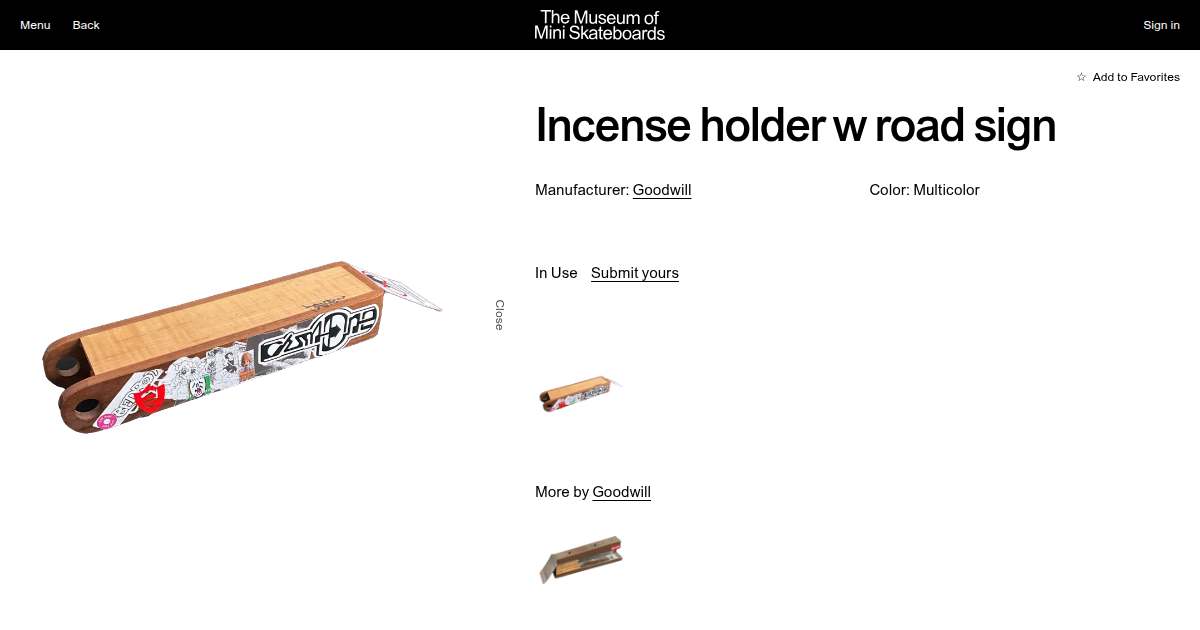 Menu
Back
The Museum of
Mini Skateboards
Sign in
☆ Add to Favorites
Incense holder w road sign
Manufacturer: Goodwill
Color: Multicolor
In Use
Submit yours
Close
More by Goodwill